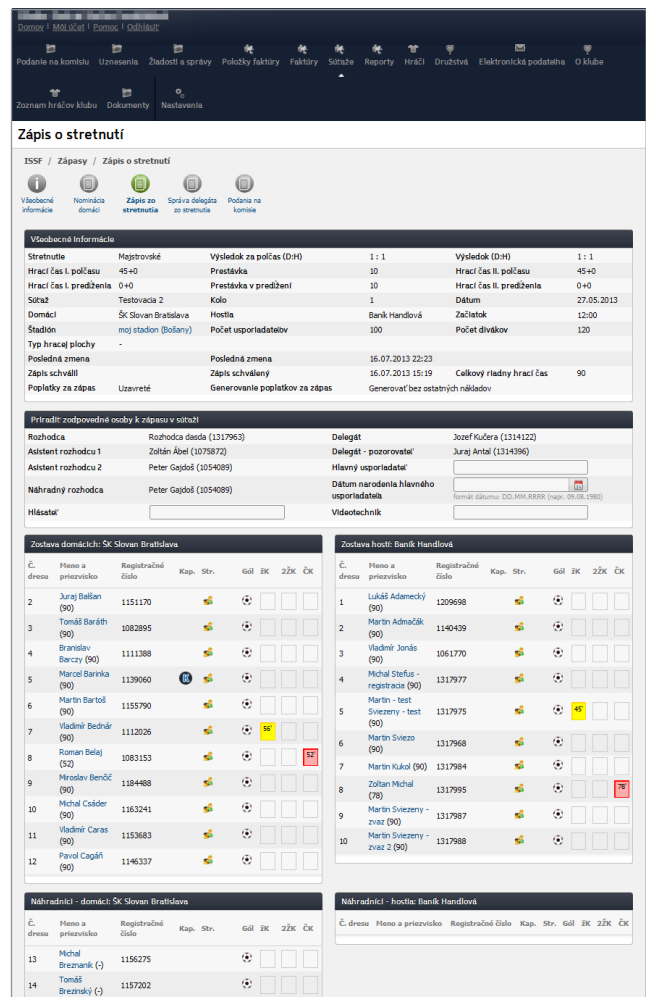 Domov | Môj účet | Pomoc | Odhlásiť
Podanie na komisiu Uznesenia Žiadosti a správy Položky faktúry Faktúry Súťaže Reporty Hráči Družstvá Elektronická podateľňa O klube
Zoznam hráčov klubu Dokumenty Nastavenia
Zápis o stretnutí
ISSF / Zápasy / Zápis o stretnutí
Všeobecné informácie Nominácia domáci Zápis zo stretnutia Správa delegáta zo stretnutia Podania na komisie
Všeobecné informácie
Stretnutie Majstrovské Výsledok za polčas (D:H) 1 : 1 Výsledok (D:H) 1 : 1
Hrací čas I. polčasu 45+0 Prestávka 10 Hrací čas II. polčasu 45+0
Hrací čas I. predĺženia 0+0 Prestávka v predĺžení 10 Hrací čas II. predĺženia 0+0
Súťaž Testovacia 2 Kolo 1 Dátum 27.05.2013
Domáci ŠK Slovan Bratislava Hostia Baník Handlová Začiatok 12:00
Štadión moj stadion (Bošany) Počet usporiadateľov 100 Počet divákov 120
Typ hracej plochy -
Posledná zmena Posledná zmena 16.07.2013 22:23
Zápis schválil Zápis schválený 16.07.2013 15:19 Celkový riadny hrací čas 90
Poplatky za zápas Uzavreté Generovanie poplatkov za zápas Generovať bez ostatných nákladov
Priradiť zodpovedné osoby k zápasu v súťaži
Rozhodca Rozhodca dasda (1317963) Delegát Jozef Kučera (1314122)
Asistent rozhodcu 1 Zoltán Ábel (1075872) Delegát - pozorovateľ Juraj Antal (1314396)
Asistent rozhodcu 2 Peter Gajdoš (1054089) Hlavný usporiadateľ
Náhradný rozhodca Peter Gajdoš (1054089) Dátum narodenia hlavného usporiadateľa formát dátumu: DD.MM.RRRR (napr. 09.08.1980)
Hlásateľ Videotechnik
Zostava domácich: ŠK Slovan Bratislava
Č. dresu Meno a priezvisko Registračné číslo Kap. Str. Gól ŽK 2ŽK ČK
2 Juraj Balšan (90) 1151170
3 Tomáš Baráth (90) 1082895
4 Branislav Barczy (90) 1111388
5 Marcel Barinka (90) 1139060 K
6 Martin Bartoš (90) 1155790
7 Vladimír Bednár (90) 1112026 56'
8 Roman Belaj (52) 1083153 52'
9 Miroslav Benčič (90) 1184488
10 Michal Csáder (90) 1163241
11 Vladimír Caras (90) 1153683
12 Pavol Cagáň (90) 1146337
Zostava hostí: Baník Handlová
Č. dresu Meno a priezvisko Registračné číslo Kap. Str. Gól ŽK 2ŽK ČK
1 Lukáš Adamecký (90) 1209698
2 Martin Admačák (90) 1140439
3 Vladimír Jonás (90) 1061770
4 Michal Stefus - registracia (90) 1317977
5 Martin - test Sviezeny - test (90) 1317975 45'
6 Martin Sviezo (90) 1317968
7 Martin Kukol (90) 1317984
8 Zoltan Michal (78) 1317995 78'
9 Martin Sviezeny - zvaz (90) 1317987
10 Martin Sviezeny - zvaz 2 (90) 1317988
Náhradníci - domáci: ŠK Slovan Bratislava
Č. dresu Meno a priezvisko Registračné číslo Kap. Str. Gól ŽK 2ŽK ČK
13 Michal Breznanik (-) 1156275
14 Tomáš Brezinský (-) 1157202
Náhradníci - hostia: Baník Handlová
Č. dresu Meno a priezvisko Registračné číslo Kap. Str. Gól ŽK 2ŽK ČK